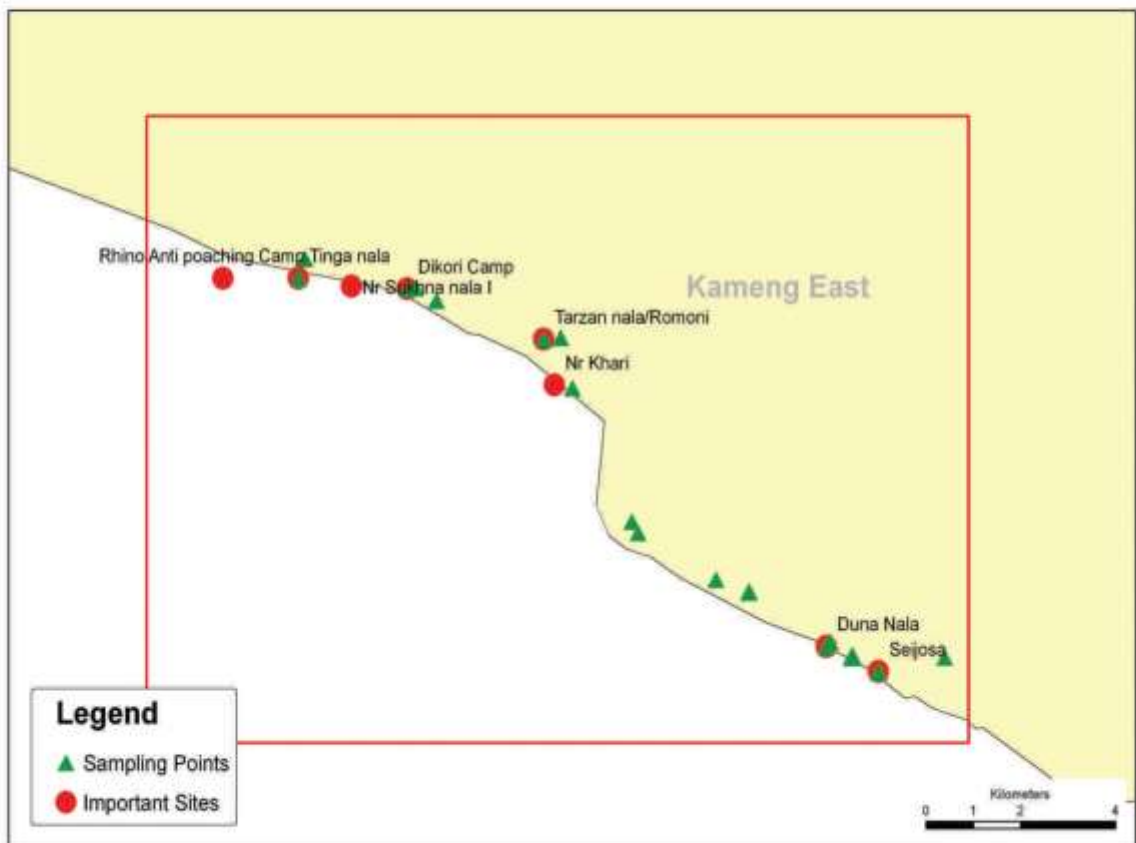 Rhino Anti poaching Camp Tinga nala
Dikori Camp
Nr Sukhna nala I
Kameng East
Tarzan nala/Romoni
Nr Khari
Duna Nala
Seijosa
Legend
Sampling Points
Important Sites
Kilometers
0 1 2 4